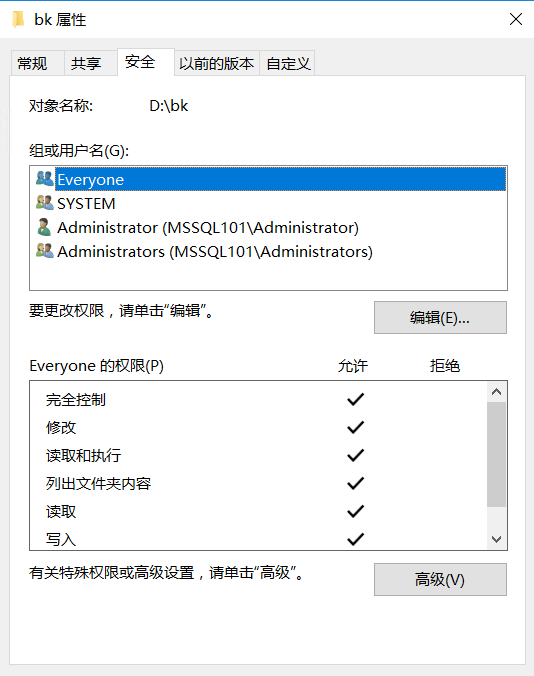 bk 属性
常规 共享 安全 以前的版本 自定义
对象名称: D:\bk
组或用户名(G):
Everyone
SYSTEM
Administrator (MSSQL101\Administrator)
Administrators (MSSQL101\Administrators)
要更改权限，请单击“编辑”。
编辑(E)...
Everyone 的权限(P) 允许 拒绝
完全控制
修改
读取和执行
列出文件夹内容
读取
写入
有关特殊权限或高级设置，请单击“高级”。
高级(V)